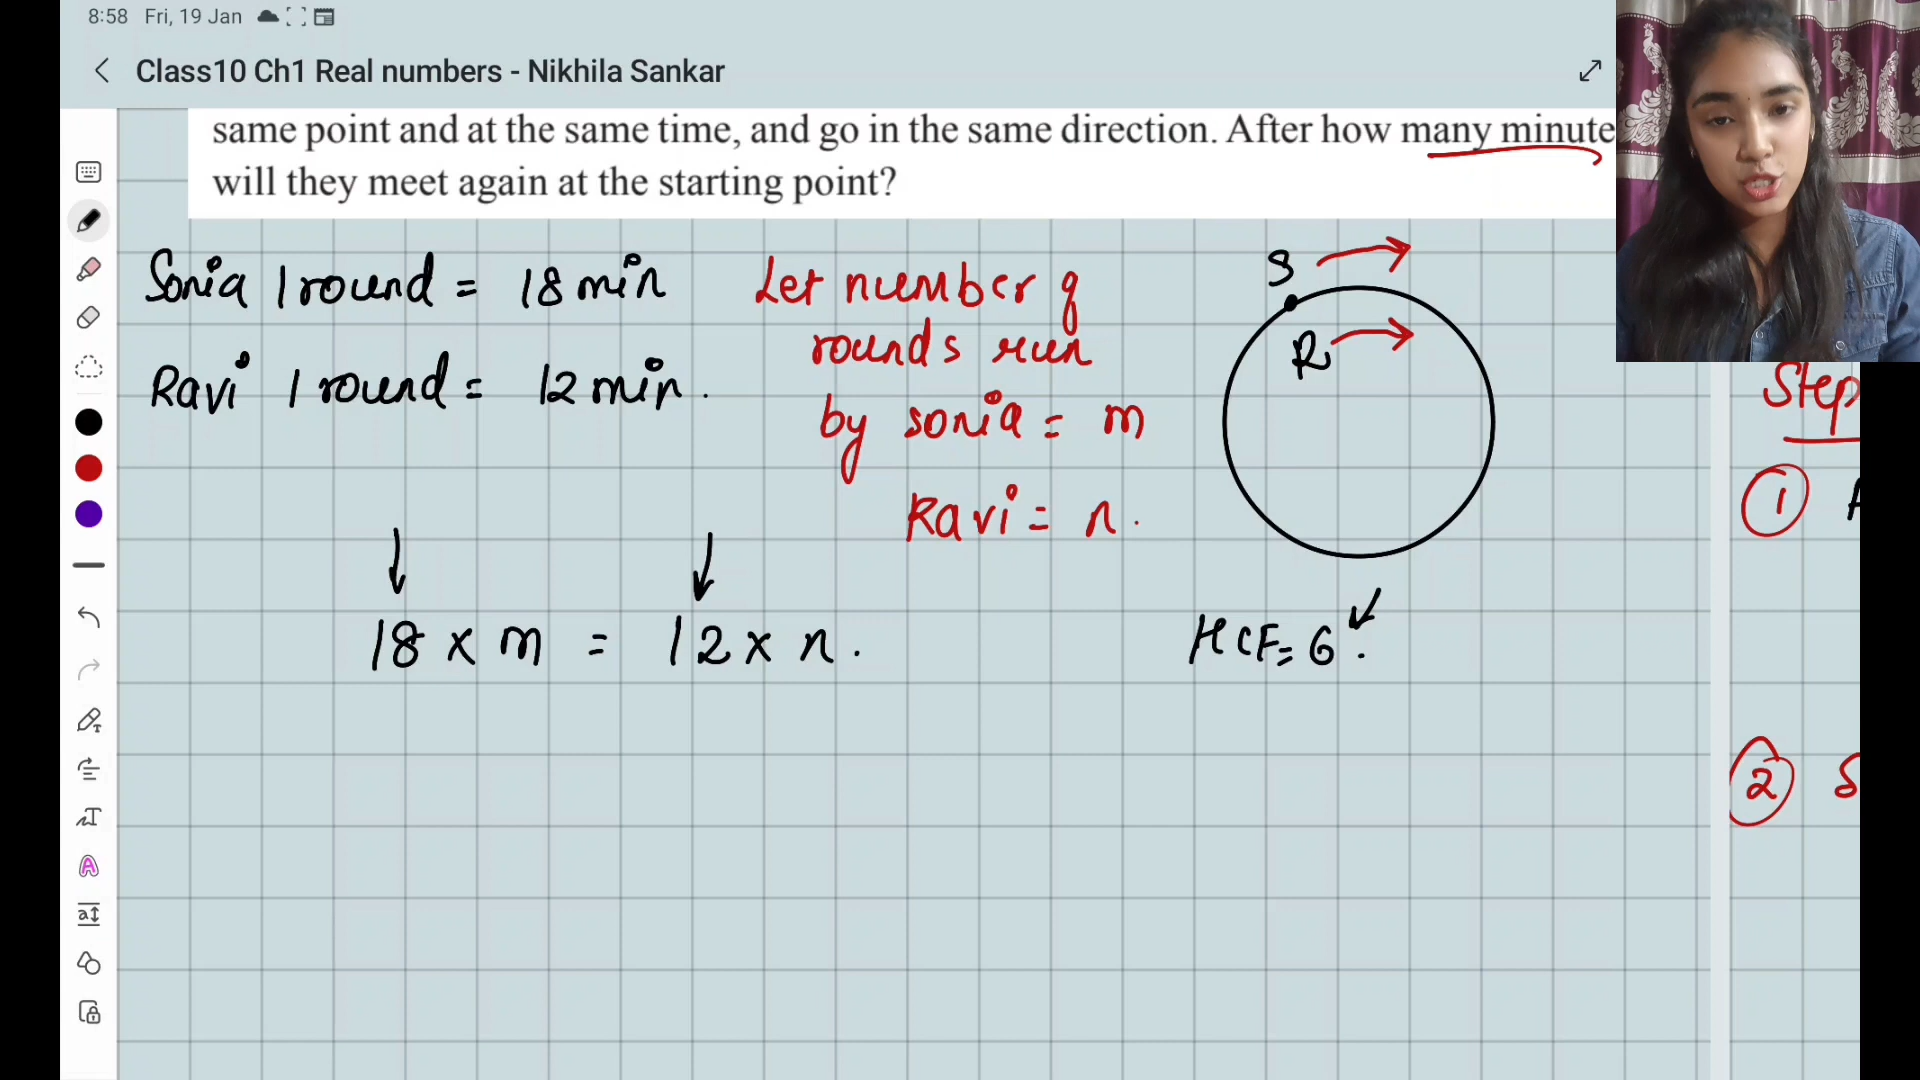 8:58 Fri, 19 Jan
Class10 Ch1 Real numbers - Nikhila Sankar
same point and at the same time, and go in the same direction. After how many minute
will they meet again at the starting point?
Sonia 1 round = 18 min
Ravi 1 round = 12 min.
Let number of
rounds run
by sonia = m
Ravi = n.
S
R
18 x m = 12 x n.
HCF = 6.
Step
1
2 S